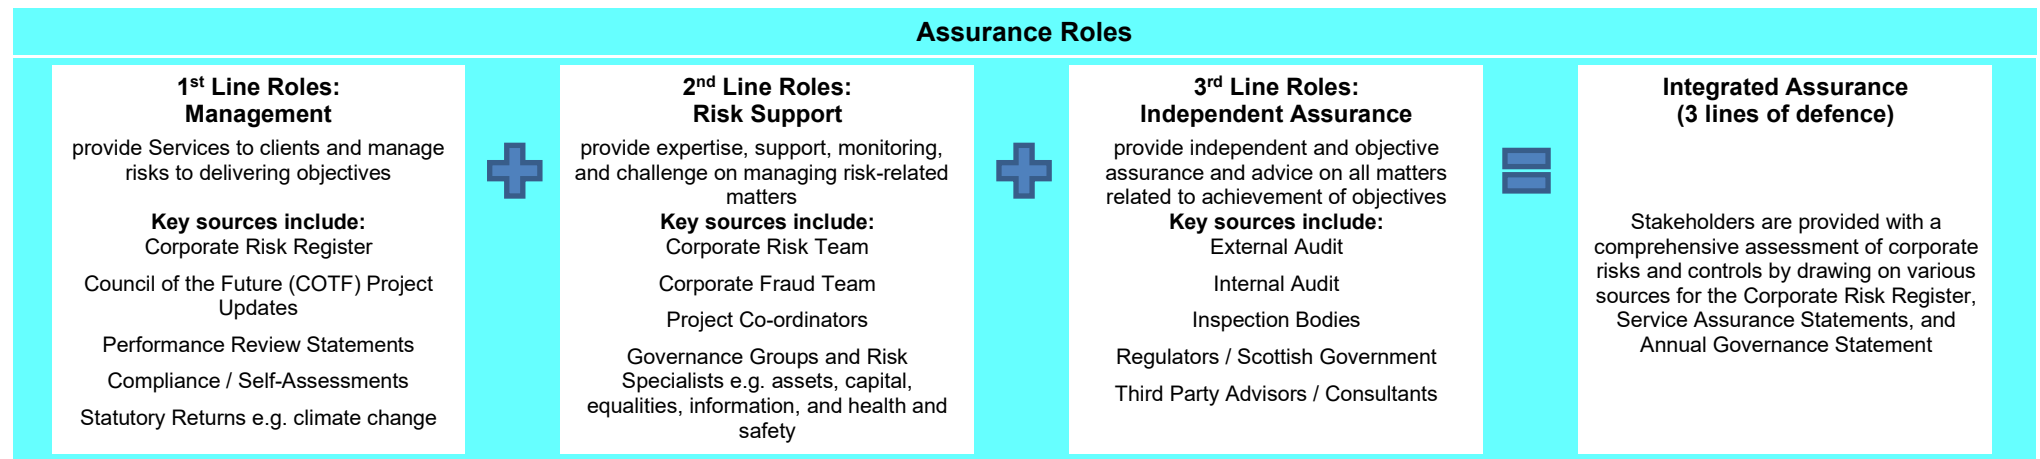 Assurance Roles
1st Line Roles:
Management
provide Services to clients and manage
risks to delivering objectives
Key sources include:
Corporate Risk Register
Council of the Future (COTF) Project
Updates
Performance Review Statements
Compliance / Self-Assessments
Statutory Returns e.g. climate change
2nd Line Roles:
Risk Support
provide expertise, support, monitoring,
and challenge on managing risk-related
matters
Key sources include:
Corporate Risk Team
Corporate Fraud Team
Project Co-ordinators
Governance Groups and Risk
Specialists e.g. assets, capital,
equalities, information, and health and
safety
3rd Line Roles:
Independent Assurance
provide independent and objective
assurance and advice on all matters
related to achievement of objectives
Key sources include:
External Audit
Internal Audit
Inspection Bodies
Regulators / Scottish Government
Third Party Advisors / Consultants
Integrated Assurance
(3 lines of defence)
Stakeholders are provided with a
comprehensive assessment of corporate
risks and controls by drawing on various
sources for the Corporate Risk Register,
Service Assurance Statements, and
Annual Governance Statement